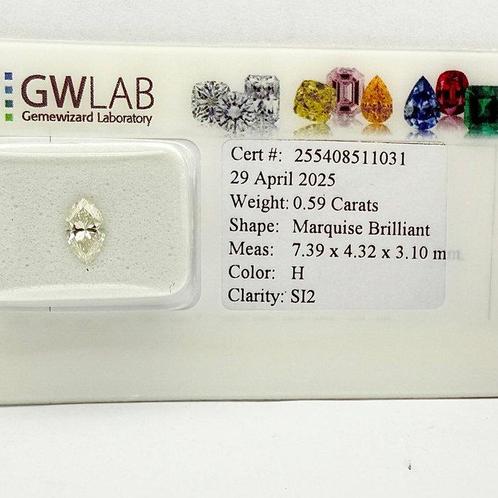 GWLAB
Gemewizard Laboratory
Cert #: 255408511031
29 April 2025
Weight: 0.59 Carats
Shape: Marquise Brilliant
Meas: 7.39 x 4.32 x 3.10 mm
Color: H
Clarity: SI2